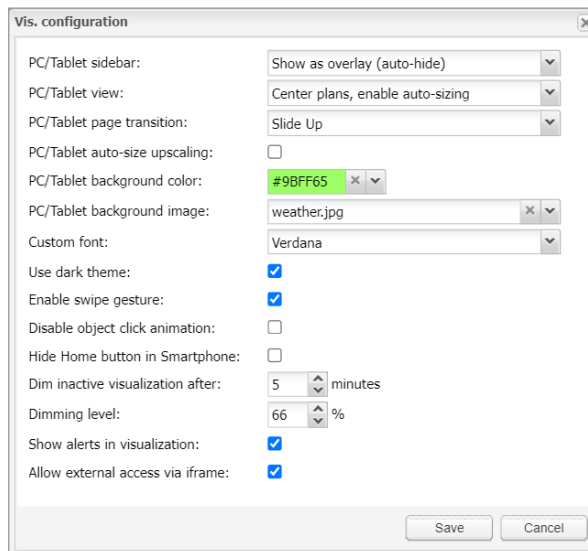 Vis. configuration
PC/Tablet sidebar: Show as overlay (auto-hide)
PC/Tablet view: Center plans, enable auto-sizing
PC/Tablet page transition: Slide Up
PC/Tablet auto-size upscaling:
PC/Tablet background color: #9BFF65
PC/Tablet background image: weather.jpg
Custom font: Verdana
Use dark theme:
Enable swipe gesture:
Disable object click animation:
Hide Home button in Smartphone:
Dim inactive visualization after: 5 minutes
Dimming level: 66 %
Show alerts in visualization:
Allow external access via iframe:
Save Cancel